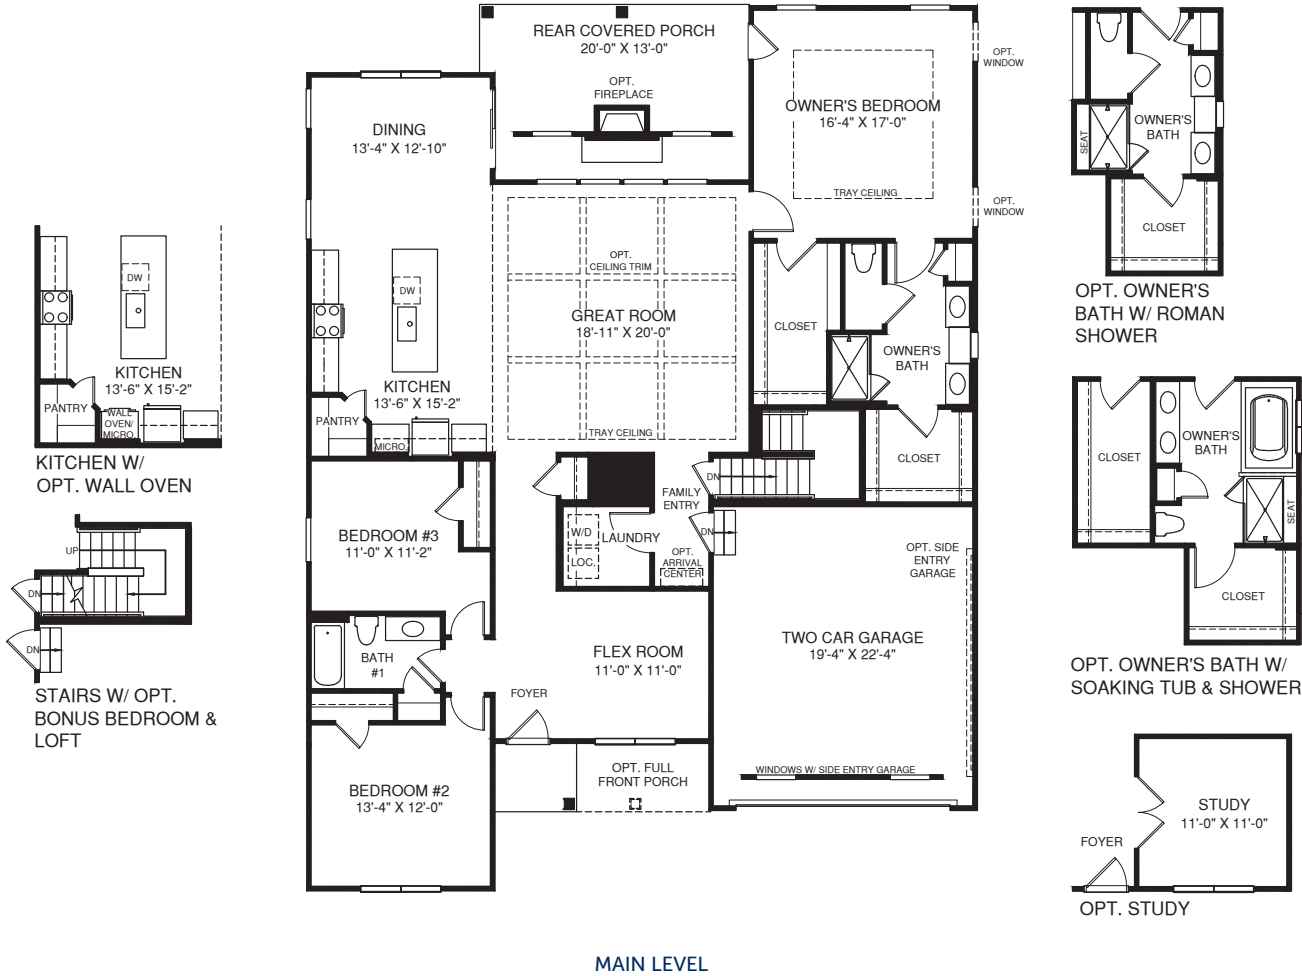 REAR COVERED PORCH
20'-0" X 13'-0"
OPT.
FIREPLACE
DINING
13'-4" X 12'-10"
OWNER'S BEDROOM
16'-4" X 17'-0"
TRAY CEILING
OPT.
WINDOW
OPT.
WINDOW
OPT.
CEILING TRIM
GREAT ROOM
18'-11" X 20'-0"
TRAY CEILING
DW
KITCHEN
13'-6" X 15'-2"
PANTRY
MICRO.
CLOSET
OWNER'S
BATH
CLOSET
DN
FAMILY
ENTRY
BEDROOM #3
11'-0" X 11'-2"
W/D
LOC.
LAUNDRY
DN
OPT.
ARRIVAL
CENTER
OPT. SIDE
ENTRY
GARAGE
TWO CAR GARAGE
19'-4" X 22'-4"
WINDOWS W/ SIDE ENTRY GARAGE
BATH
#1
FLEX ROOM
11'-0" X 11'-0"
FOYER
OPT. FULL
FRONT PORCH
BEDROOM #2
13'-4" X 12'-0"
DW
KITCHEN
13'-6" X 15'-2"
PANTRY
WALL
OVEN/
MICRO.
KITCHEN W/
OPT. WALL OVEN
UP
DN
DN
STAIRS W/ OPT.
BONUS BEDROOM &
LOFT
SEAT
OWNER'S
BATH
CLOSET
OPT. OWNER'S
BATH W/ ROMAN
SHOWER
CLOSET
OWNER'S
BATH
SEAT
CLOSET
OPT. OWNER'S BATH W/
SOAKING TUB & SHOWER
STUDY
11'-0" X 11'-0"
FOYER
OPT. STUDY
MAIN LEVEL